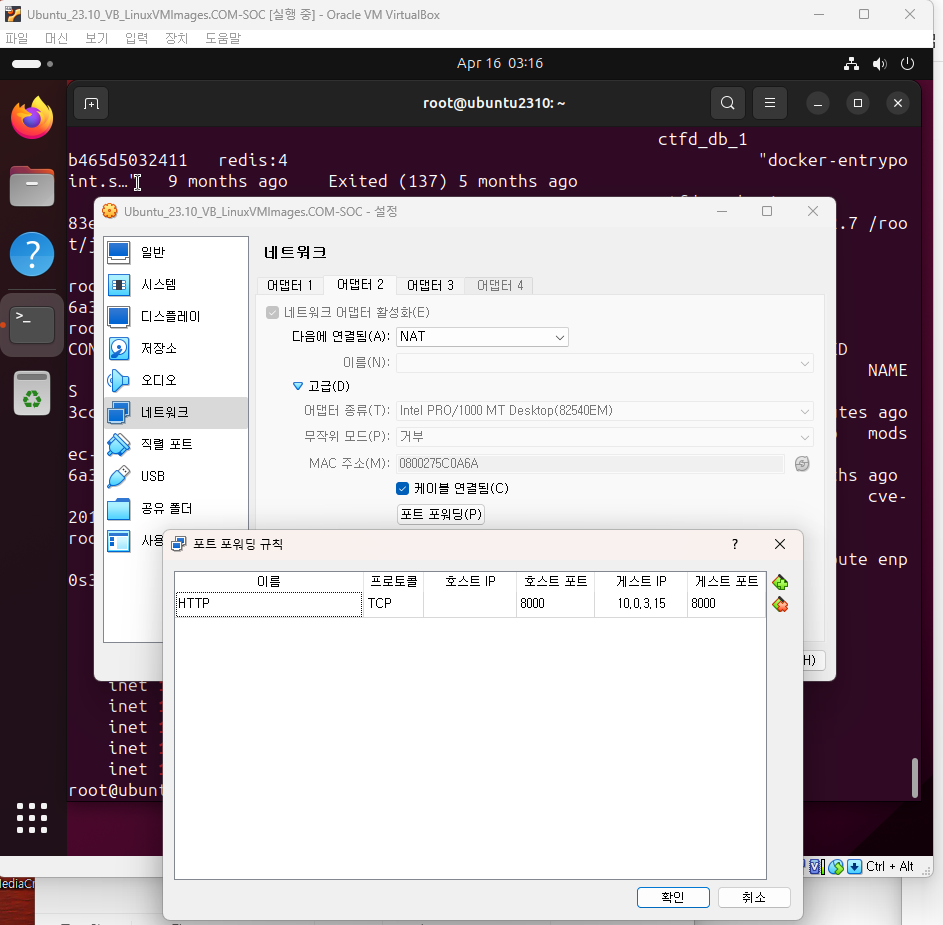 Ubuntu_23.10_VB_LinuxVMImages.COM-SOC [실행 중] - Oracle VM VirtualBox
파일 머신 보기 입력 장치 도움말
Apr 16 03:16
root@ubuntu2310: ~
ctfd_db_1
b465d5032411 redis:4 "docker-entrypo
int.s…" 9 months ago Exited (137) 5 months ago
Ubuntu_23.10_VB_LinuxVMImages.COM-SOC - 설정
83e .7 /roo
t/j
일반
시스템
디스플레이
저장소
오디오
네트워크
직렬 포트
USB
공유 폴더
네트워크
어댑터 1 어댑터 2 어댑터 3 어댑터 4
네트워크 어댑터 활성화(E)
다음에 연결됨(A): NAT
이름(N):
고급(D)
어댑터 종류(T): Intel PRO/1000 MT Desktop(82540EM)
무작위 모드(P): 거부
MAC 주소(M): 0800275C0A6A
케이블 연결됨(C)
포트 포워딩(P)
roo
6a3
roo
CON ID
NAME
S
3cc tes ago
mods
ec-
6a3 hs ago
cve-
201
roo ute enp
0s3
포트 포워딩 규칙 ?
이름 프로토콜 호스트 IP 호스트 포트 게스트 IP 게스트 포트
HTTP TCP 8000 10.0.3.15 8000
H)
inet
inet
inet
inet
inet
root@ubunt
Ctrl + Alt
ediaCr
확인 취소